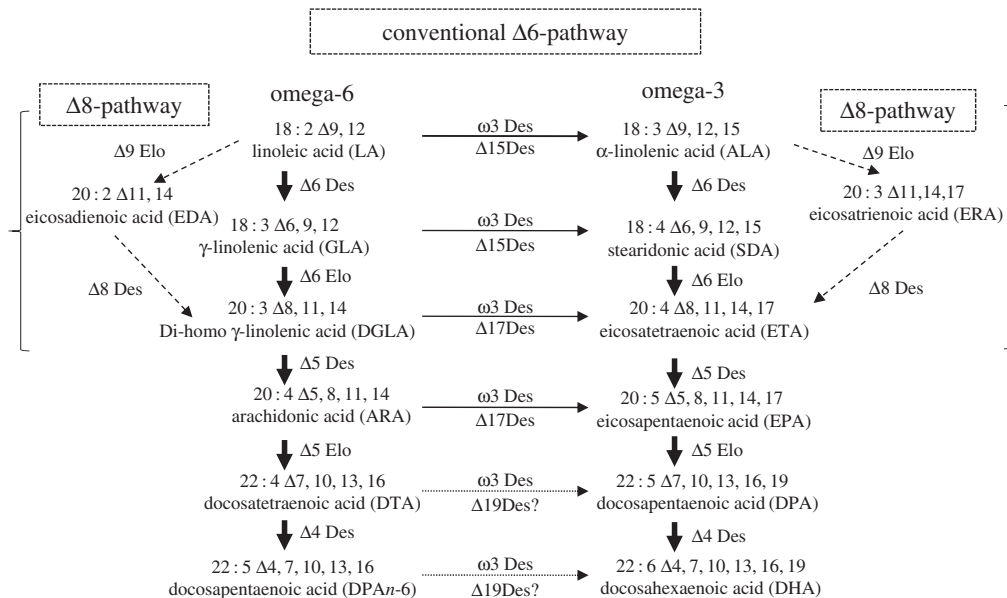 conventional Δ6-pathway
Δ8-pathway
omega-6
omega-3
Δ8-pathway
18 : 2 Δ9, 12
linoleic acid (LA)
ω3 Des
Δ15Des
18 : 3 Δ9, 12, 15
α-linolenic acid (ALA)
Δ9 Elo
Δ9 Elo
Δ6 Des
Δ6 Des
20 : 2 Δ11, 14
eicosadienoic acid (EDA)
20 : 3 Δ11,14,17
eicosatrienoic acid (ERA)
18 : 3 Δ6, 9, 12
γ-linolenic acid (GLA)
ω3 Des
Δ15Des
18 : 4 Δ6, 9, 12, 15
stearidonic acid (SDA)
Δ8 Des
Δ6 Elo
Δ6 Elo
Δ8 Des
20 : 3 Δ8, 11, 14
Di-homo γ-linolenic acid (DGLA)
ω3 Des
Δ17Des
20 : 4 Δ8, 11, 14, 17
eicosatetraenoic acid (ETA)
Δ5 Des
Δ5 Des
20 : 4 Δ5, 8, 11, 14
arachidonic acid (ARA)
ω3 Des
Δ17Des
20 : 5 Δ5, 8, 11, 14, 17
eicosapentaenoic acid (EPA)
Δ5 Elo
Δ5 Elo
22 : 4 Δ7, 10, 13, 16
docosatetraenoic acid (DTA)
ω3 Des
Δ19Des?
22 : 5 Δ7, 10, 13, 16, 19
docosapentaenoic acid (DPA)
Δ4 Des
Δ4 Des
22 : 5 Δ4, 7, 10, 13, 16
docosapentaenoic acid (DPAn-6)
ω3 Des
Δ19Des?
22 : 6 Δ4, 7, 10, 13, 16, 19
docosahexaenoic acid (DHA)